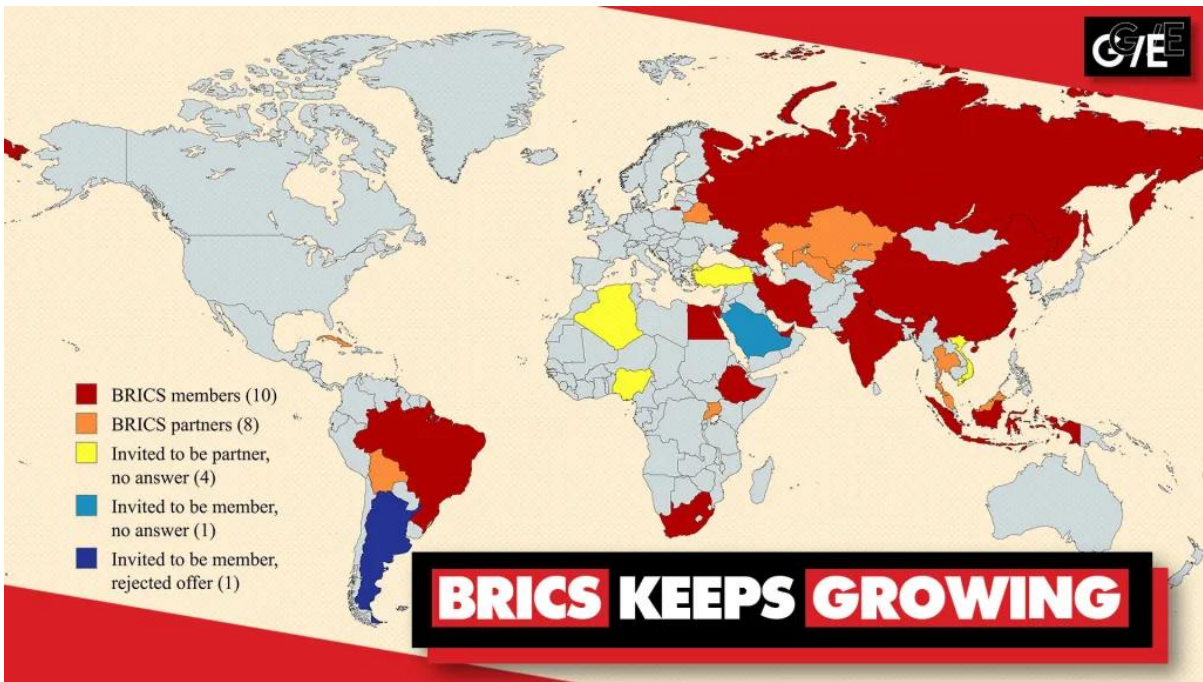 G/E
BRICS members (10)
BRICS partners (8)
Invited to be partner,
no answer (4)
Invited to be member,
no answer (1)
Invited to be member,
rejected offer (1)
BRICS KEEPS GROWING